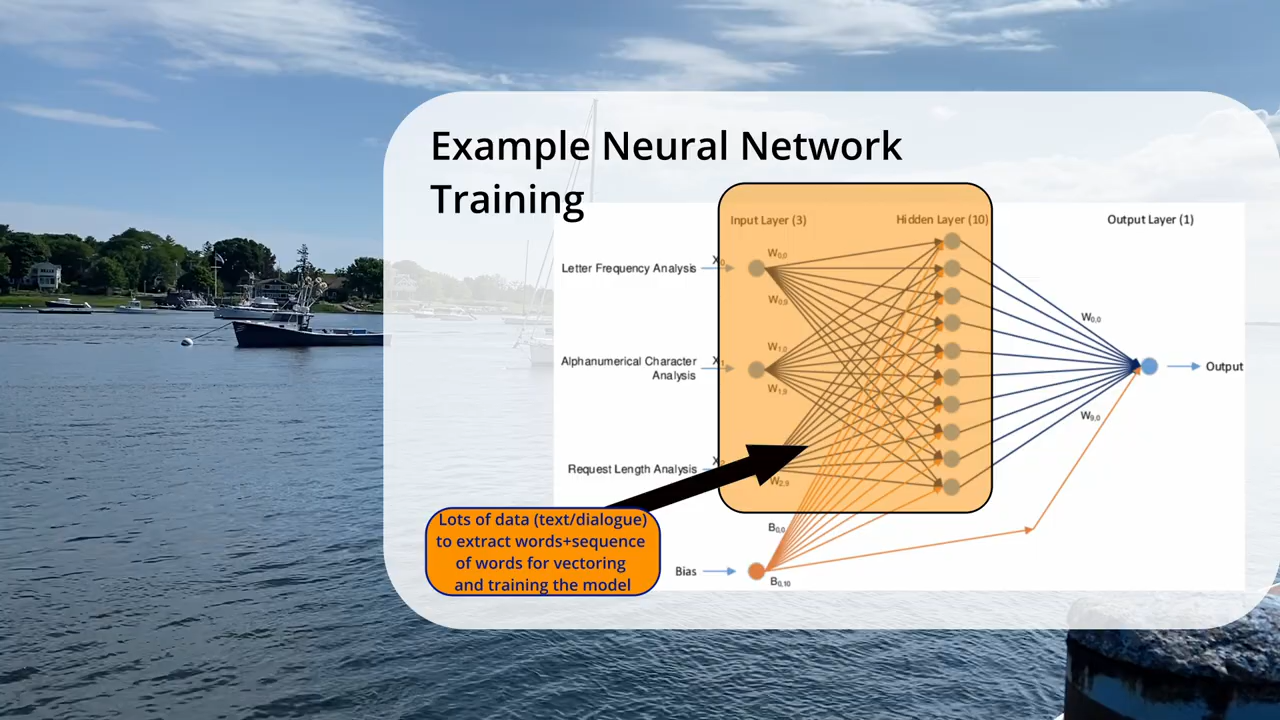 Example Neural Network
Training
Input Layer (3)
Hidden Layer (10)
Output Layer (1)
Letter Frequency Analysis
X0
W0,0
W0,9
Alphanumerical Character
Analysis
X1
W1,0
W1,9
W0,0
Output
W9,0
Request Length Analysis
X2
W2,9
Lots of data (text/dialogue)
to extract words+sequence
of words for vectoring
and training the model
B0,0
Bias
B0,10